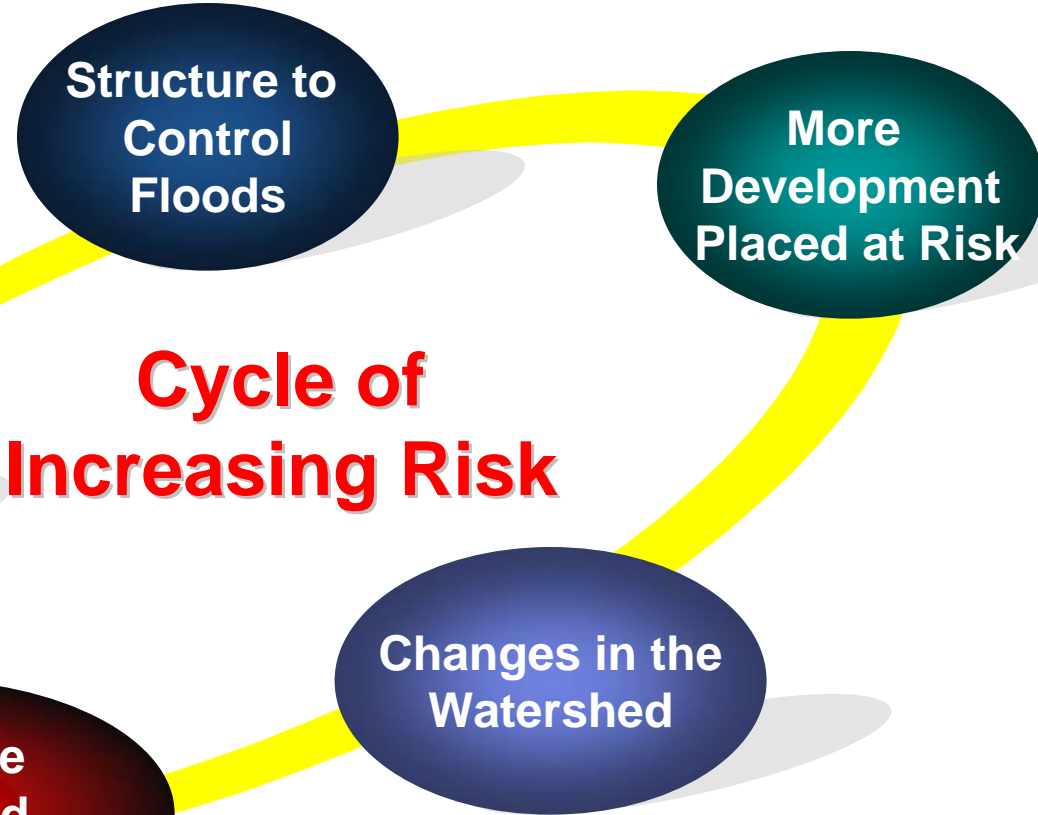 Structure to
Control
Floods
More
Development
Placed at Risk
Cycle of
Increasing Risk
Changes in the
Watershed